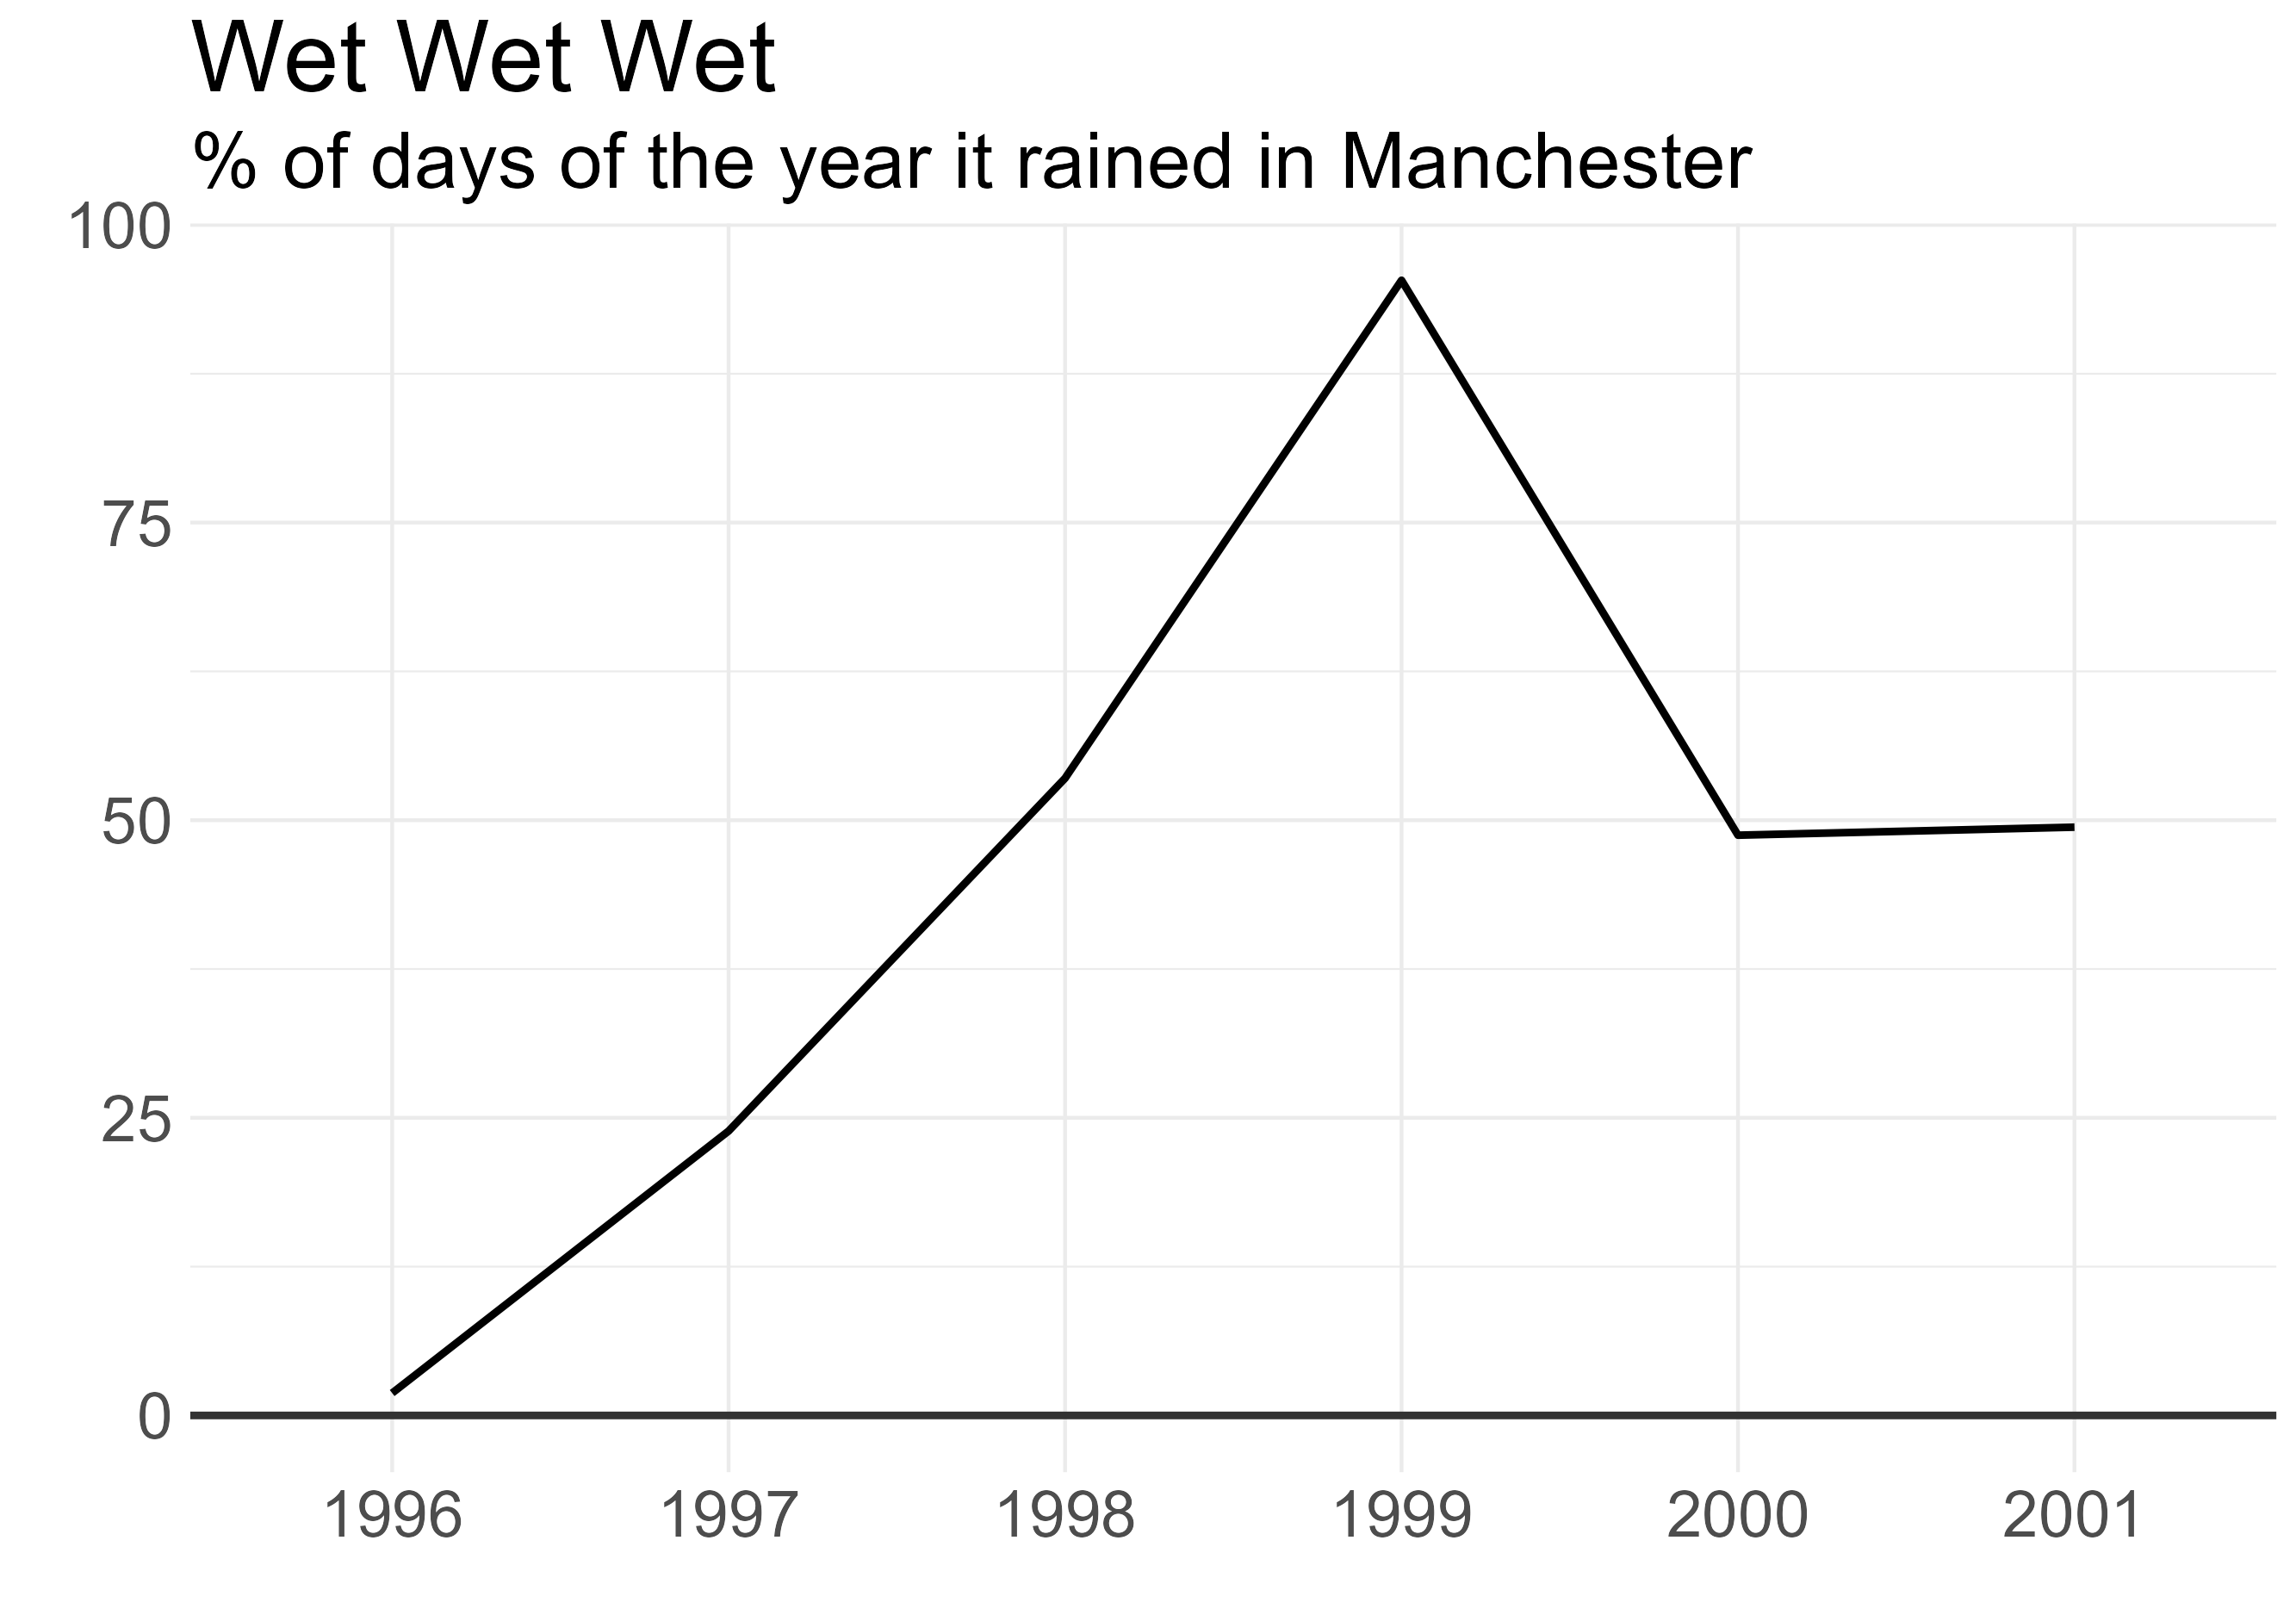 Wet Wet Wet
% of days of the year it rained in Manchester
100
75
50
25
0
1996 1997 1998 1999 2000 2001